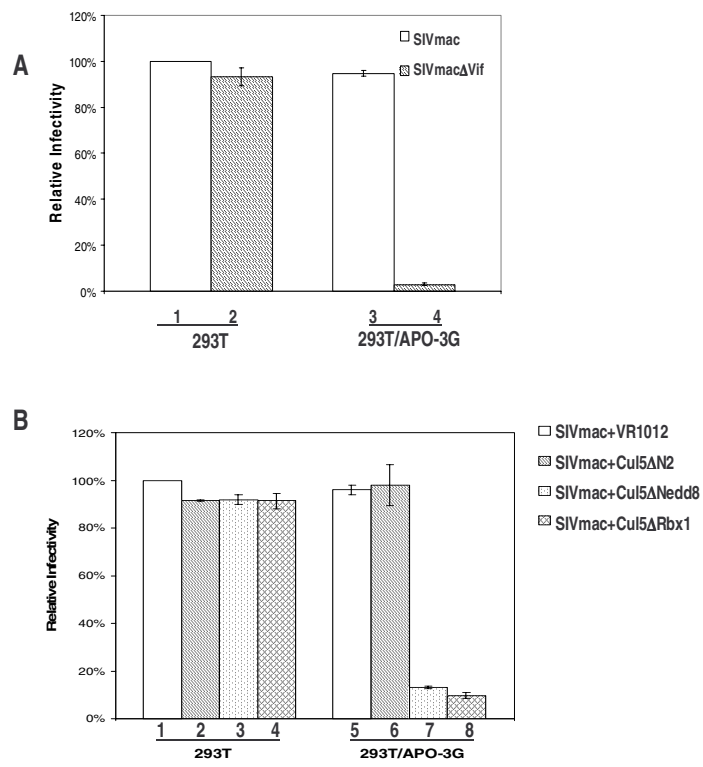 A
120%
100%
80%
60%
40%
20%
0%
Relative Infectivity
SIVmac
SIVmacΔVif
1 2 3 4
293T 293T/APO-3G
B
120%
100%
80%
60%
40%
20%
0%
Relative Infectivity
SIVmac+VR1012
SIVmac+Cul5ΔN2
SIVmac+Cul5ΔNedd8
SIVmac+Cul5ΔRbx1
1 2 3 4 5 6 7 8
293T 293T/APO-3G